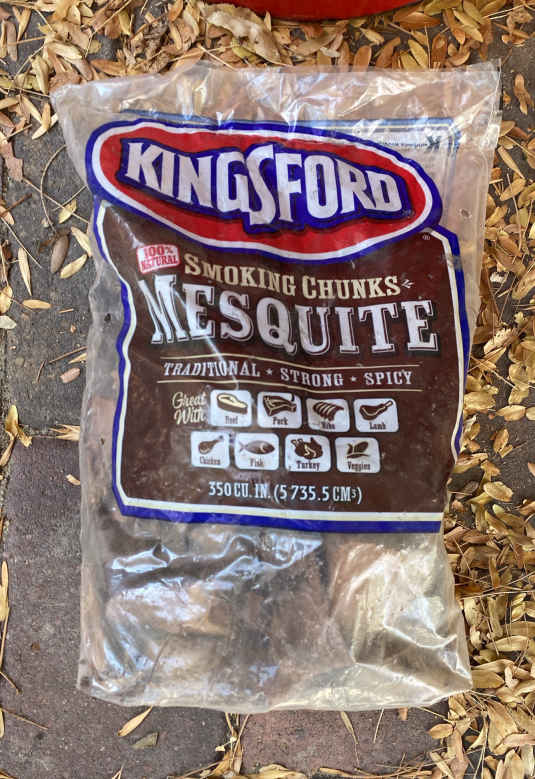 KINGSFORD
®
100%
NATURAL
SMOKING CHUNKS
MESQUITE
TRADITIONAL • STRONG • SPICY
Great
With
Beef Pork Ribs Lamb
Chicken Fish Turkey Veggies
350 CU. IN. (5 735.5 CM³)